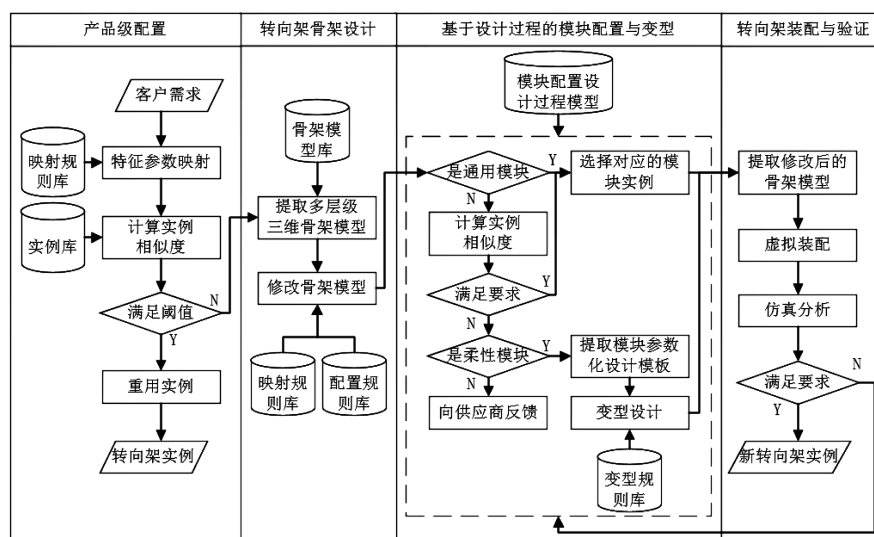 产品级配置
转向架骨架设计
基于设计过程的模块配置与变型
转向架装配与验证
客户需求
映射规
则库
特征参数映射
实例库
计算实例
相似度
满足阈值
N
Y
重用实例
转向架实例
骨架模
型库
提取多层级
三维骨架模型
修改骨架模型
映射规
则库
配置规
则库
模块配置设
计过程模型
是通用模块
Y
N
选择对应的模
块实例
计算实例
相似度
满足要求
Y
N
是柔性模块
Y
N
提取模块参数
化设计模板
向供应商反馈
变型设计
变型规
则库
提取修改后的
骨架模型
虚拟装配
仿真分析
满足要求
N
Y
新转向架实例